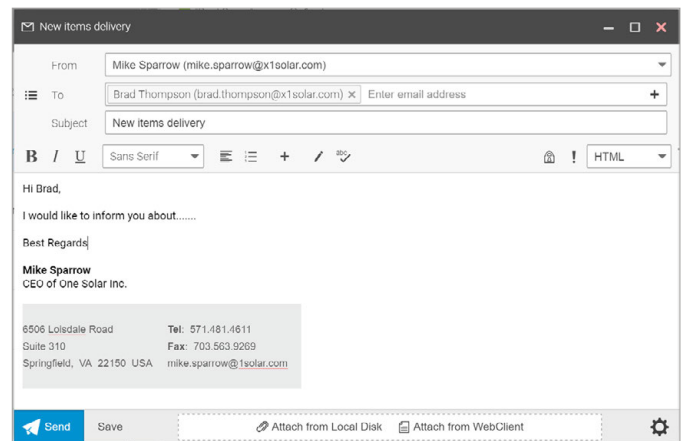 New items delivery
From Mike Sparrow (mike.sparrow@x1solar.com)
To Brad Thompson (brad.thompson@x1solar.com) Enter email address
Subject New items delivery
B I U Sans Serif abc ! HTML
Hi Brad,
I would like to inform you about.......
Best Regards
Mike Sparrow
CEO of One Solar Inc.
6506 Loisdale Road Tel: 571.481.4611
Suite 310 Fax: 703.563.9269
Springfield, VA 22150 USA mike.sparrow@1solar.com
Send Save Attach from Local Disk Attach from WebClient